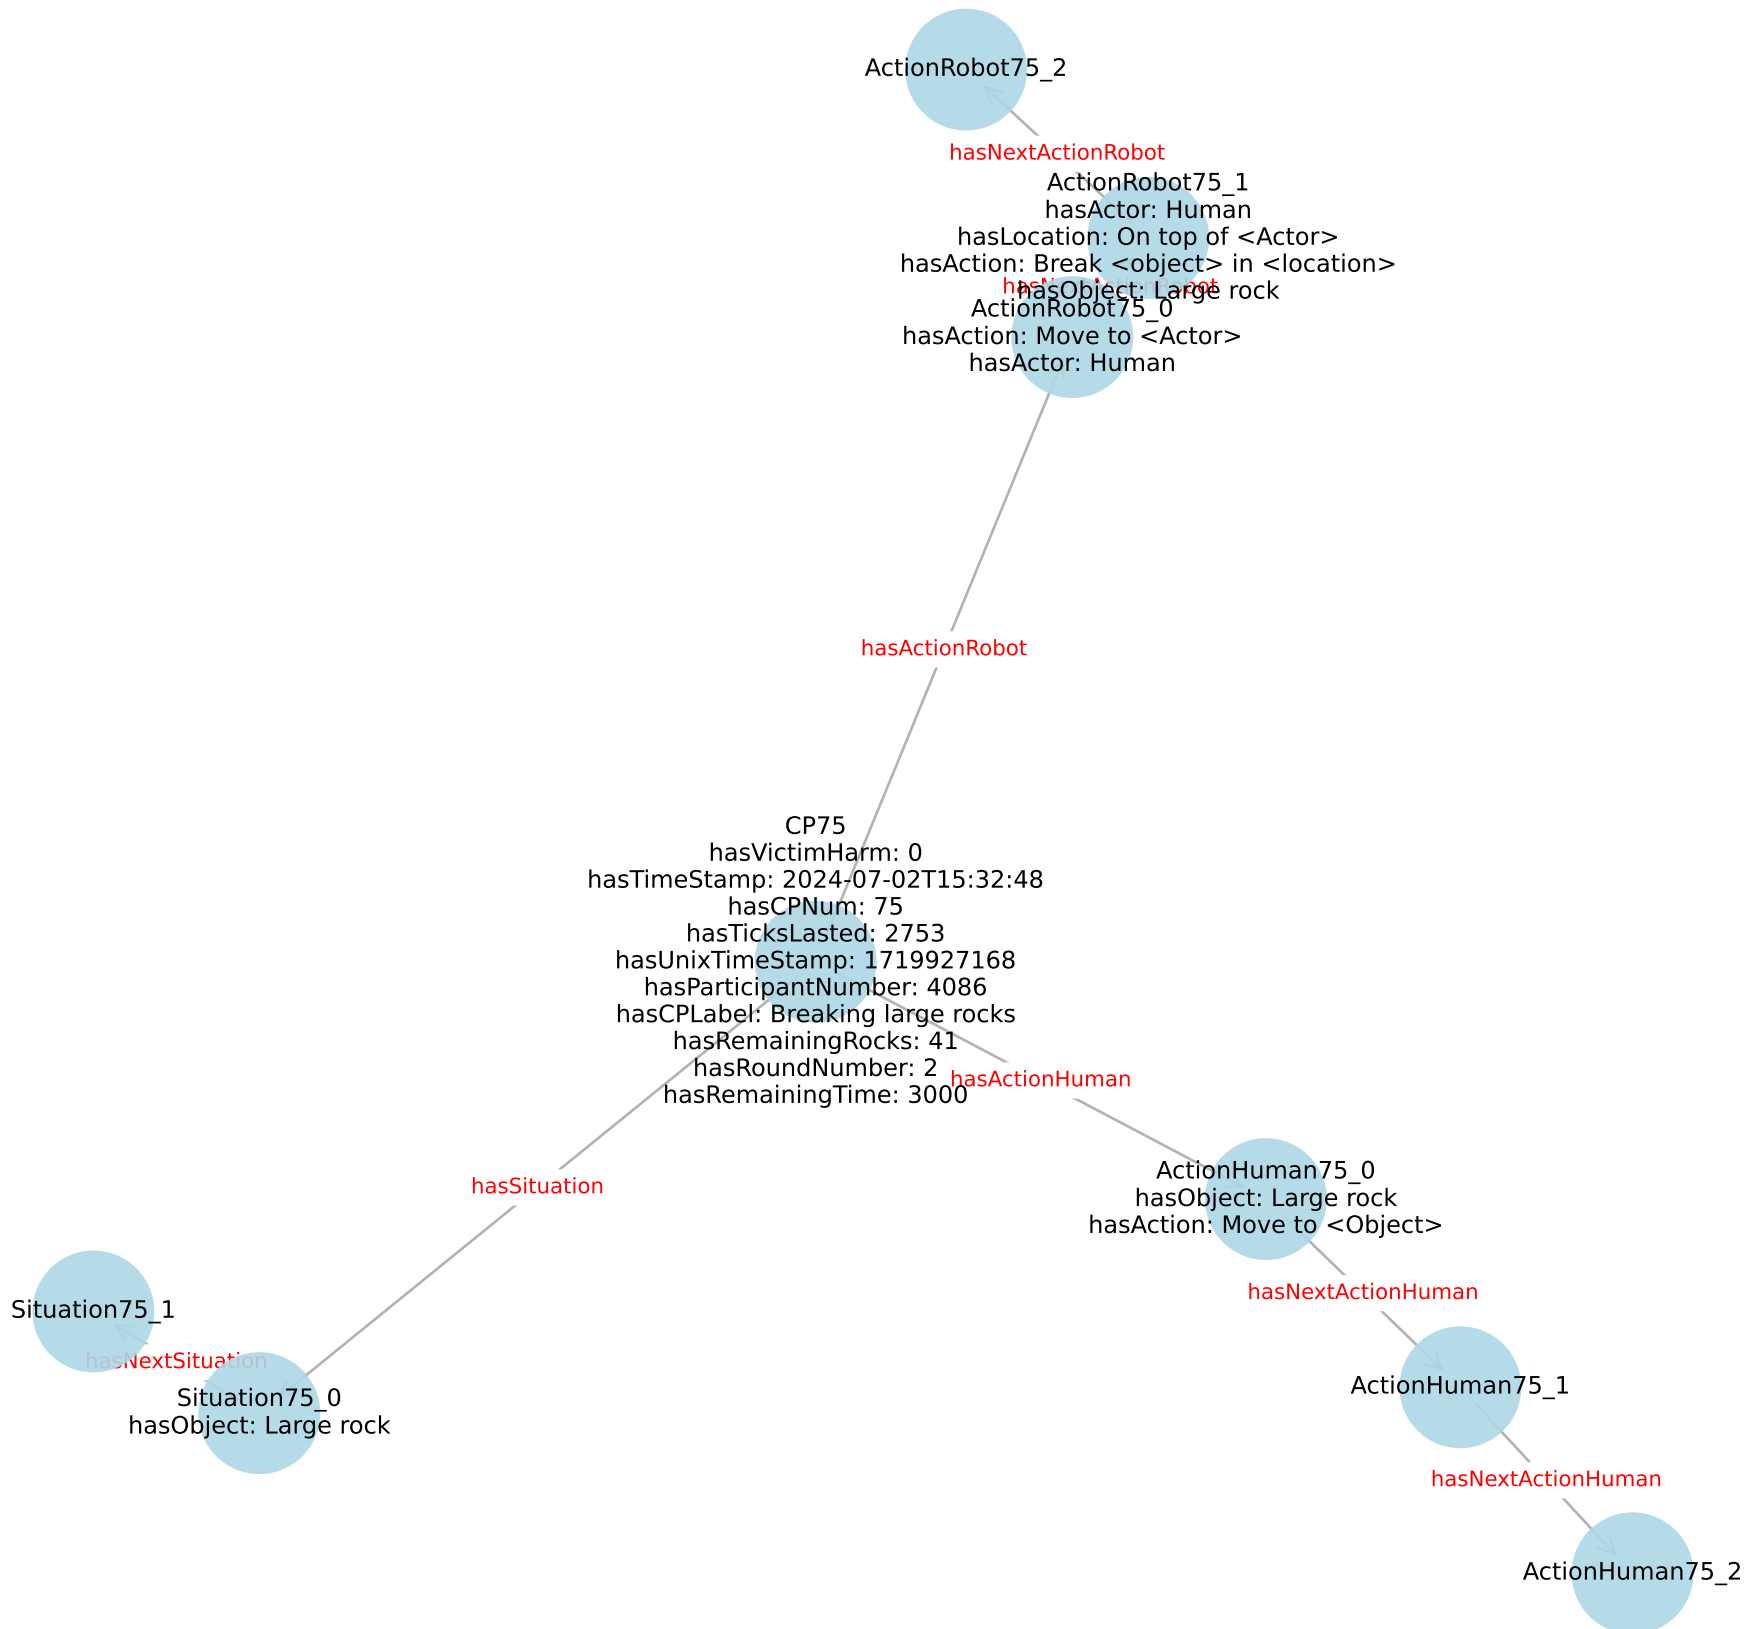 ActionRobot75_2
hasNextActionRobot
ActionRobot75_1
hasActor: Human
hasLocation: On top of <Actor>
hasAction: Break <object> in <location>
hasNextActionRobot
hasObject: Large rock
ActionRobot75_0
hasAction: Move to <Actor>
hasActor: Human
hasActionRobot
CP75
hasVictimHarm: 0
hasTimeStamp: 2024-07-02T15:32:48
hasCPNum: 75
hasTicksLasted: 2753
hasUnixTimeStamp: 1719927168
hasParticipantNumber: 4086
hasCPLabel: Breaking large rocks
hasRemainingRocks: 41
hasRoundNumber: 2
hasRemainingTime: 3000
hasActionHuman
ActionHuman75_0
hasObject: Large rock
hasAction: Move to <Object>
hasSituation
hasNextActionHuman
Situation75_1
hasNextSituation
Situation75_0
hasObject: Large rock
ActionHuman75_1
hasNextActionHuman
ActionHuman75_2